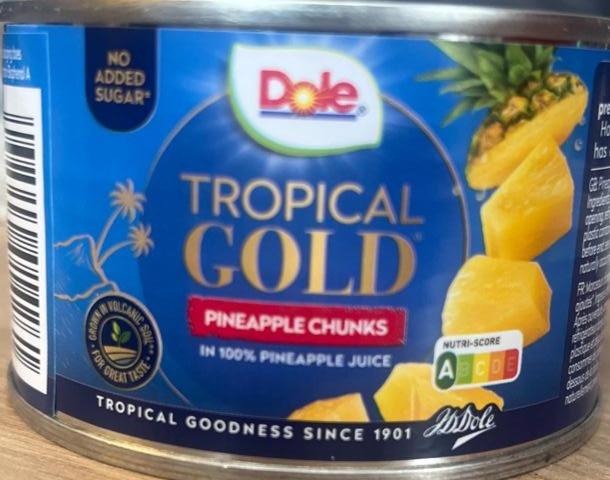 NO
ADDED
SUGAR*
Dole®
TROPICAL
GOLD®
PINEAPPLE CHUNKS
IN 100% PINEAPPLE JUICE
GROWN IN VOLCANIC SOIL*
FOR GREAT TASTE
NUTRI-SCORE
A B C D E
TROPICAL GOODNESS SINCE 1901
JDDole